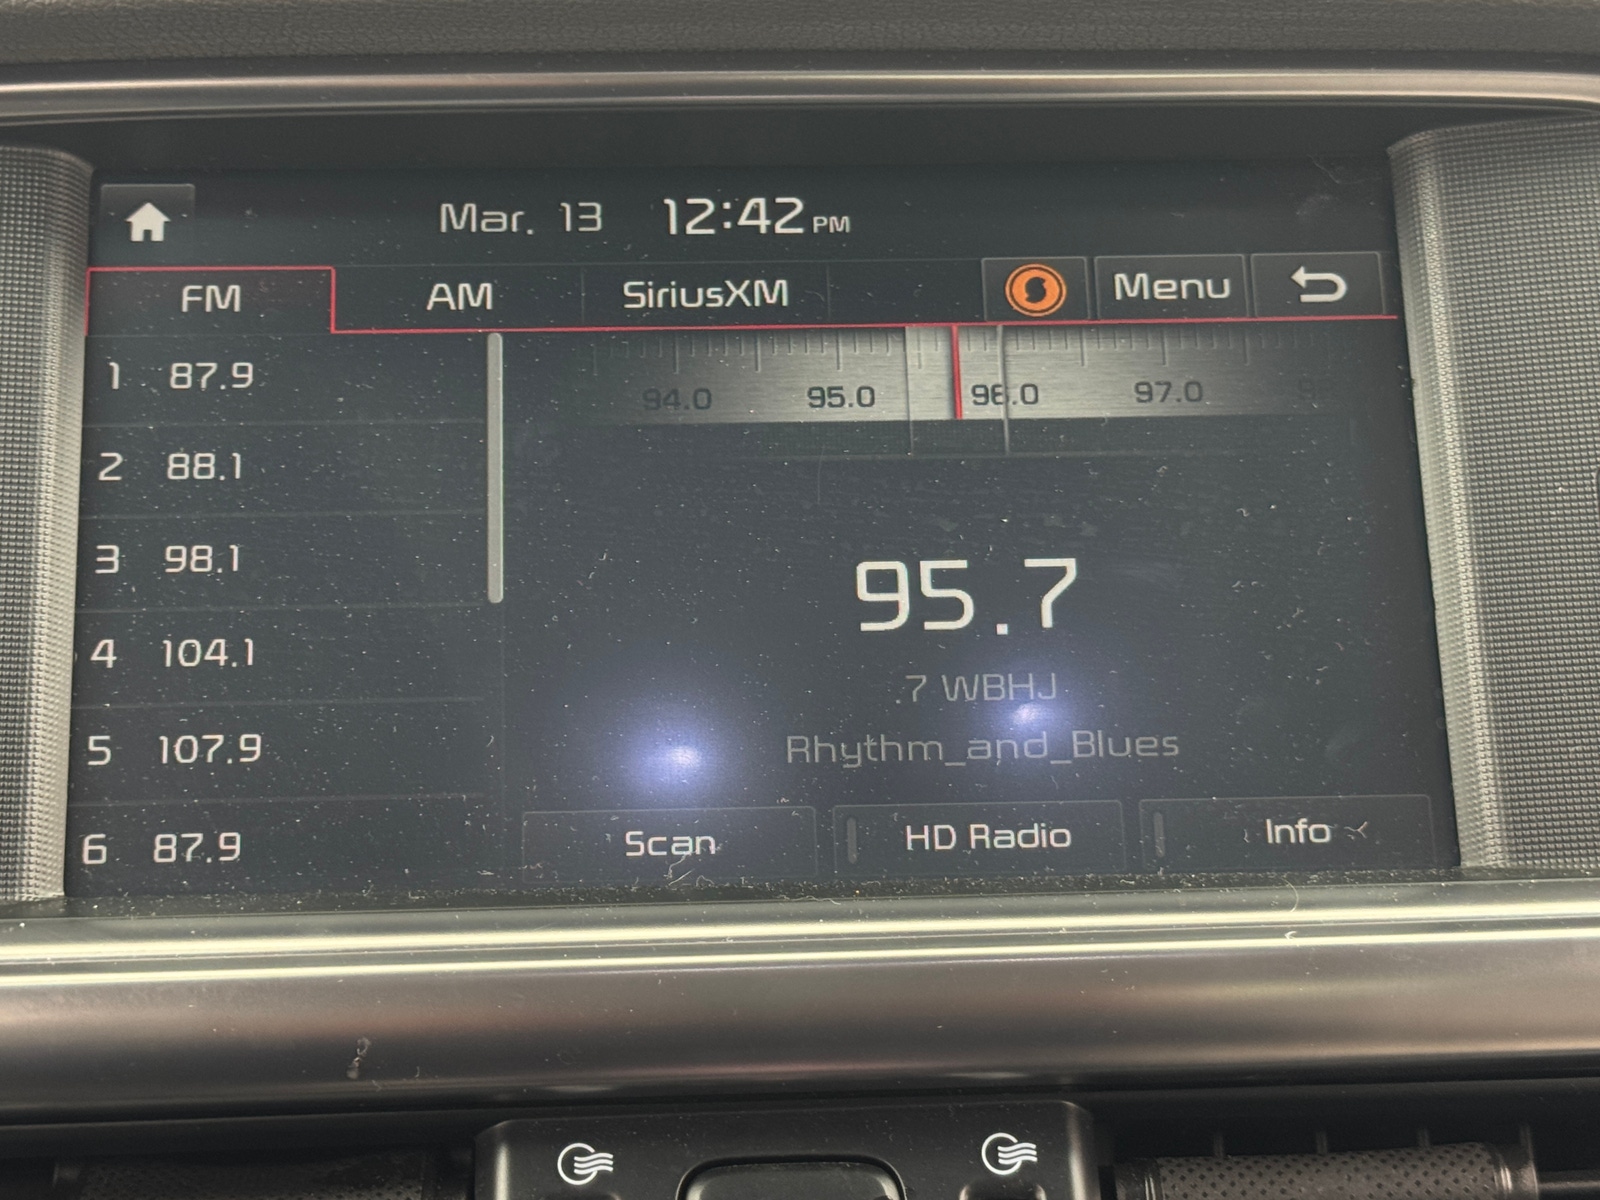 Mar. 13 12:42 PM
FM AM SiriusXM Menu
94.0 95.0 96.0 97.0
1 87.9
2 88.1
3 98.1
4 104.1
5 107.9
6 87.9
95.7
.7 WBHJ
Rhythm_and_Blues
Scan HD Radio Info